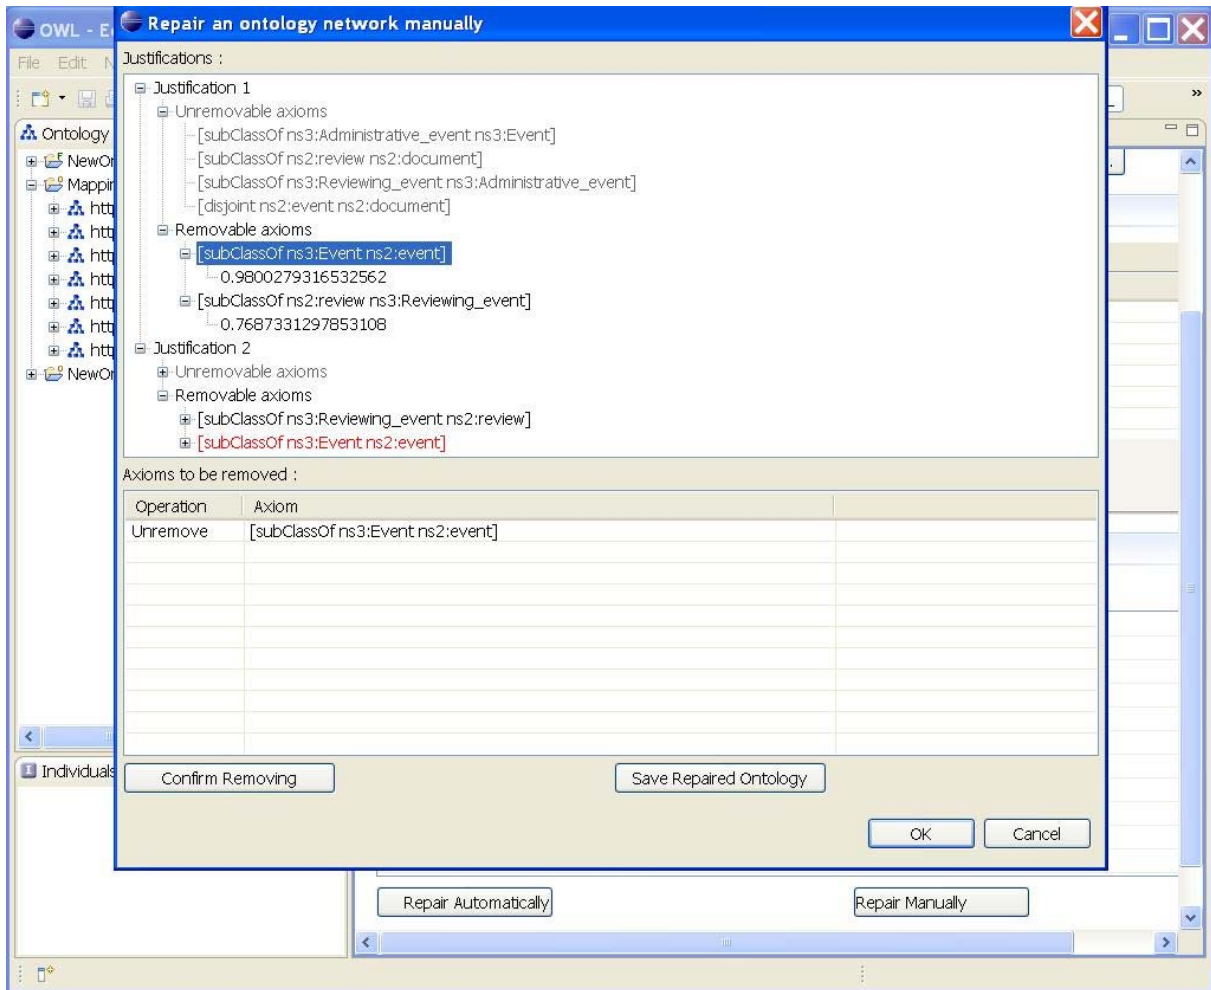 OWL - E
Repair an ontology network manually
File Edit N
Justifications :
Justification 1
Unremovable axioms
[subClassOf ns3:Administrative_event ns3:Event]
[subClassOf ns2:review ns2:document]
[subClassOf ns3:Reviewing_event ns3:Administrative_event]
[disjoint ns2:event ns2:document]
Removable axioms
[subClassOf ns3:Event ns2:event]
0.9800279316532562
[subClassOf ns2:review ns3:Reviewing_event]
0.7687331297853108
Justification 2
Unremovable axioms
Removable axioms
[subClassOf ns3:Reviewing_event ns2:review]
[subClassOf ns3:Event ns2:event]
Ontology
NewOn
Mappin
htt
htt
htt
htt
htt
htt
htt
NewOn
Axioms to be removed :
Operation Axiom
Unremove [subClassOf ns3:Event ns2:event]
Individuals
Confirm Removing Save Repaired Ontology
OK Cancel
Repair Automatically Repair Manually